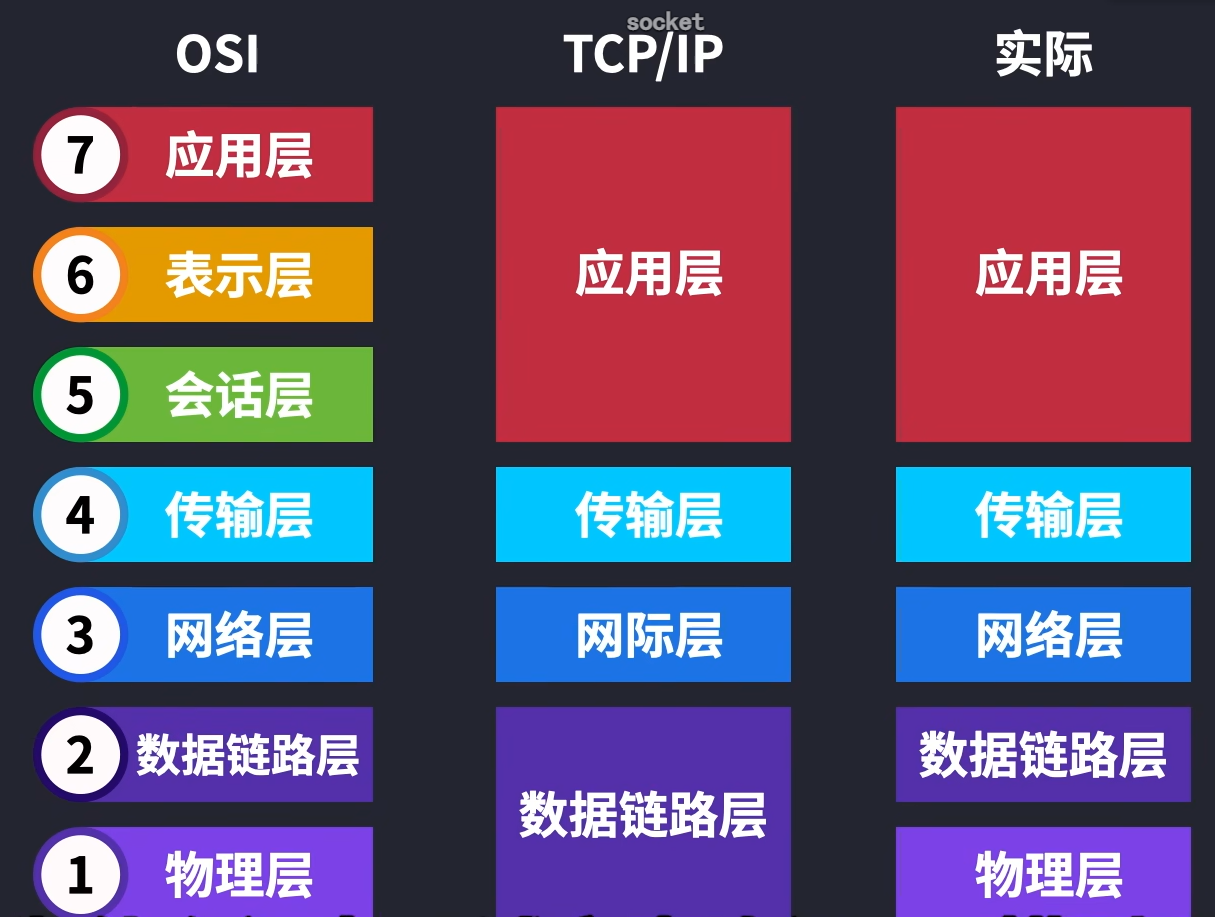 socket
OSI
TCP/IP
实际
7 应用层
6 表示层
5 会话层
4 传输层
3 网络层
2 数据链路层
1 物理层
应用层
传输层
网际层
数据链路层
应用层
传输层
网络层
数据链路层
物理层